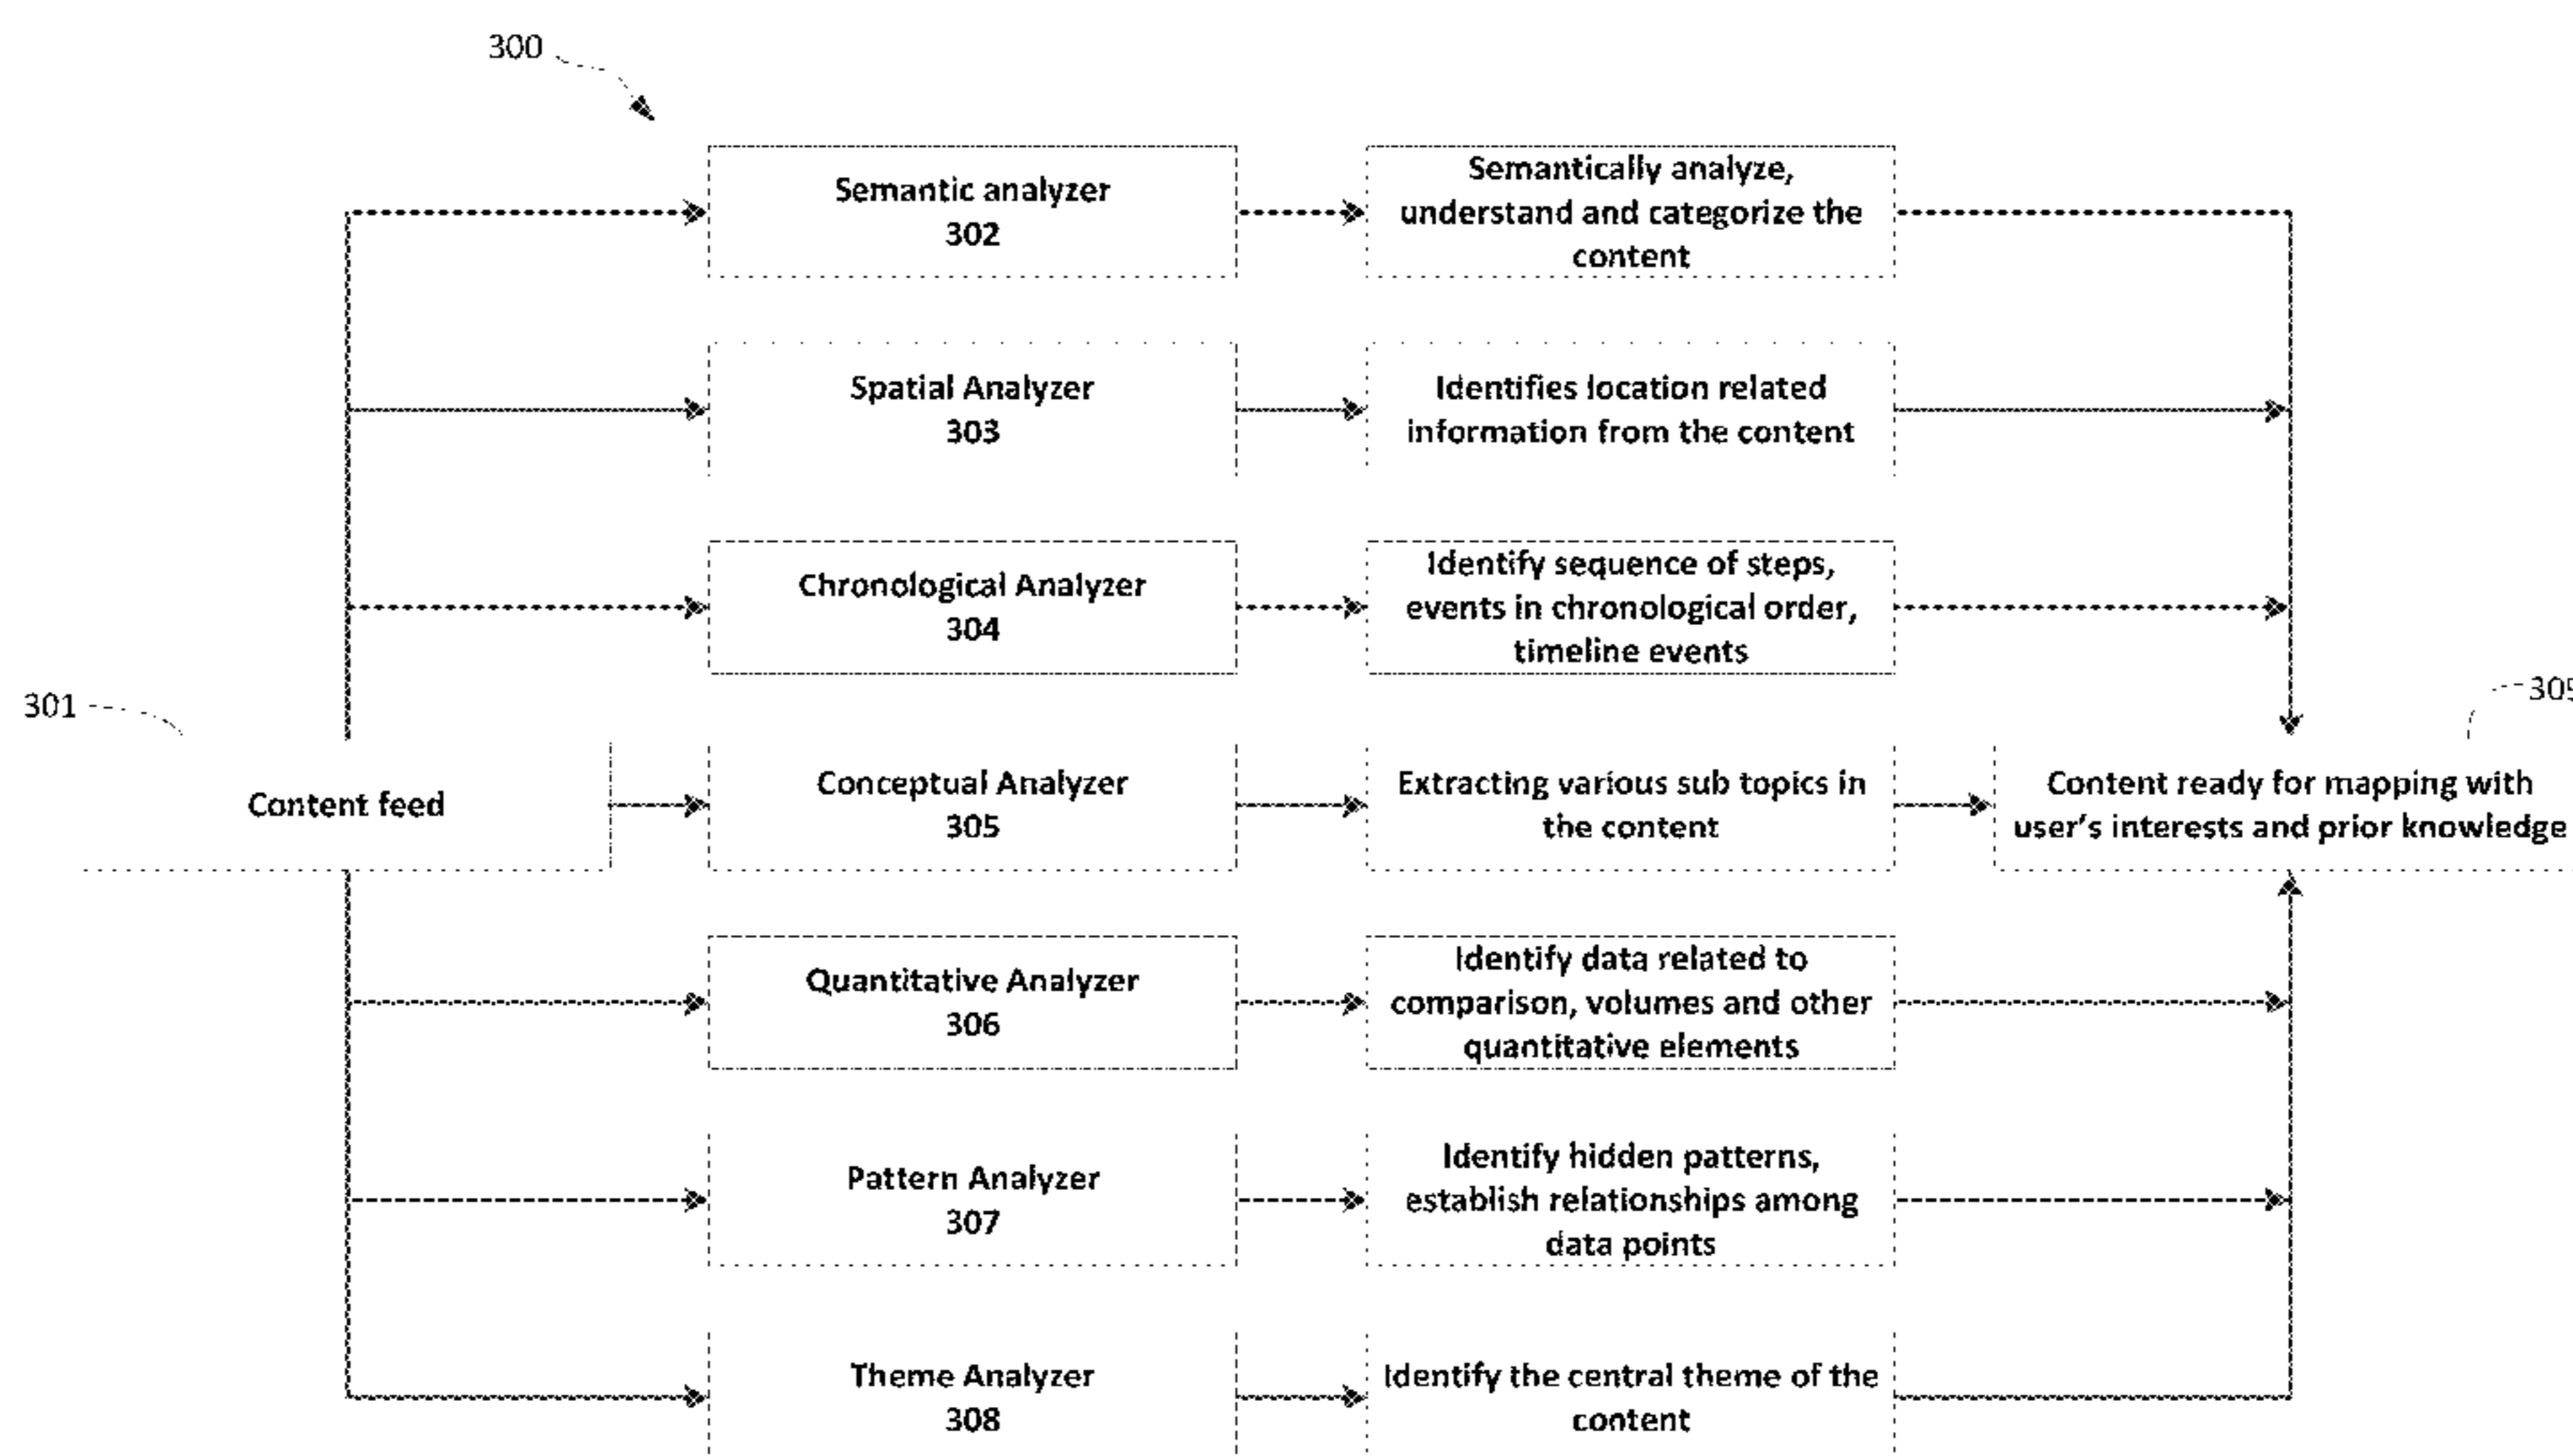 300
Semantic analyzer
302
Semantically analyze,
understand and categorize the
content
Spatial Analyzer
303
Identifies location related
information from the content
Chronological Analyzer
304
Identify sequence of steps,
events in chronological order,
timeline events
301
Content feed
Conceptual Analyzer
305
Extracting various sub topics in
the content
Content ready for mapping with
user's interests and prior knowledge
Quantitative Analyzer
306
Identify data related to
comparison, volumes and other
quantitative elements
Pattern Analyzer
307
Identify hidden patterns,
establish relationships among
data points
Theme Analyzer
308
Identify the central theme of the
content